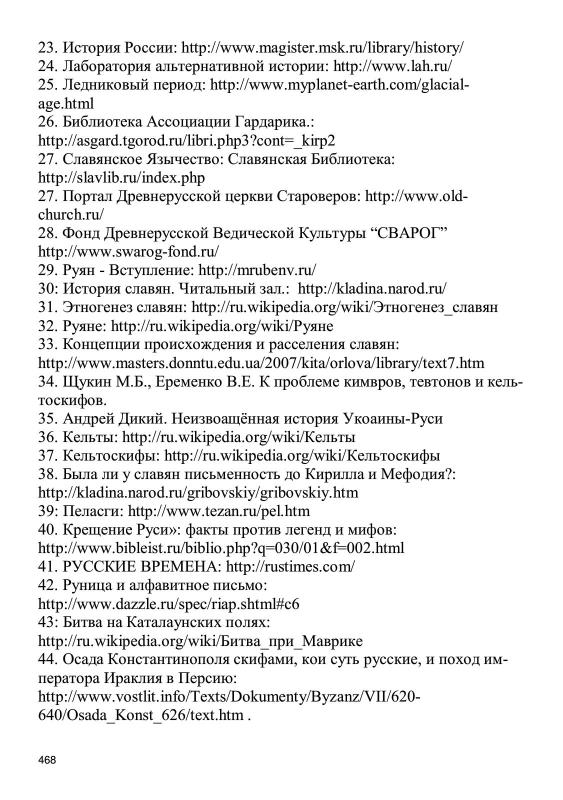 23. История России: http://www.magister.msk.ru/library/history/
24. Лаборатория альтернативной истории: http://www.lah.ru/
25. Ледниковый период: http://www.myplanet-earth.com/glacial-
age.html
26. Библиотека Ассоциации Гардарика.:
http://asgard.tgorod.ru/libri.php3?cont=_kirp2
27. Славянское Язычество: Славянская Библиотека:
http://slavlib.ru/index.php
27. Портал Древнерусской церкви Староверов: http://www.old-
church.ru/
28. Фонд Древнерусской Ведической Культуры “СВАРОГ”
http://www.swarog-fond.ru/
29. Руян - Вступление: http://mrubenv.ru/
30: История славян. Читальный зал.: http://kladina.narod.ru/
31. Этногенез славян: http://ru.wikipedia.org/wiki/Этногенез_славян
32. Руяне: http://ru.wikipedia.org/wiki/Руяне
33. Концепции происхождения и расселения славян:
http://www.masters.donntu.edu.ua/2007/kita/orlova/library/text7.htm
34. Щукин М.Б., Еременко В.Е. К проблеме кимвров, тевтонов и кель-
тоскифов.
35. Андрей Дикий. Неизвоащённая история Укоаины-Руси
36. Кельты: http://ru.wikipedia.org/wiki/Кельты
37. Кельтоскифы: http://ru.wikipedia.org/wiki/Кельтоскифы
38. Была ли у славян письменность до Кирилла и Мефодия?:
http://kladina.narod.ru/gribovskiy/gribovskiy.htm
39: Пеласги: http://www.tezan.ru/pel.htm
40. Крещение Руси»: факты против легенд и мифов:
http://www.bibleist.ru/biblio.php?q=030/01&f=002.html
41. РУССКИЕ ВРЕМЕНА: http://rustimes.com/
42. Руница и алфавитное письмо:
http://www.dazzle.ru/spec/riap.shtml#c6
43: Битва на Каталаунских полях:
http://ru.wikipedia.org/wiki/Битва_при_Маврике
44. Осада Константинополя скифами, кои суть русские, и поход им-
ператора Ираклия в Персию:
http://www.vostlit.info/Texts/Dokumenty/Byzanz/VII/620-
640/Osada_Konst_626/text.htm .
468